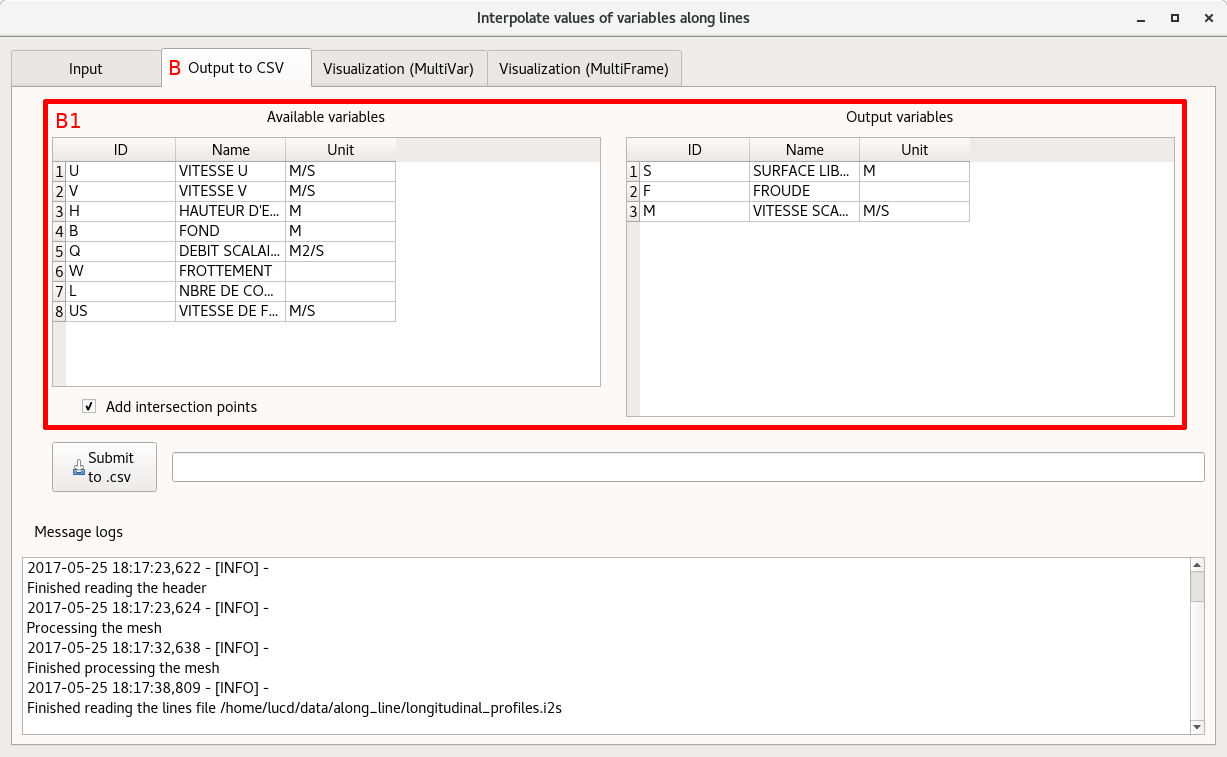 Interpolate values of variables along lines
Input
B Output to CSV
Visualization (MultiVar)
Visualization (MultiFrame)
B1
Available variables
ID Name Unit
1 U VITESSE U M/S
2 V VITESSE V M/S
3 H HAUTEUR D'E... M
4 B FOND M
5 Q DEBIT SCALAI... M2/S
6 W FROTTEMENT
7 L NBRE DE CO...
8 US VITESSE DE F... M/S
Add intersection points
Output variables
ID Name Unit
1 S SURFACE LIB... M
2 F FROUDE
3 M VITESSE SCA... M/S
Submit
to .csv
Message logs
2017-05-25 18:17:23,622 - [INFO] -
Finished reading the header
2017-05-25 18:17:23,624 - [INFO] -
Processing the mesh
2017-05-25 18:17:32,638 - [INFO] -
Finished processing the mesh
2017-05-25 18:17:38,809 - [INFO] -
Finished reading the lines file /home/lucd/data/along_line/longitudinal_profiles.i2s